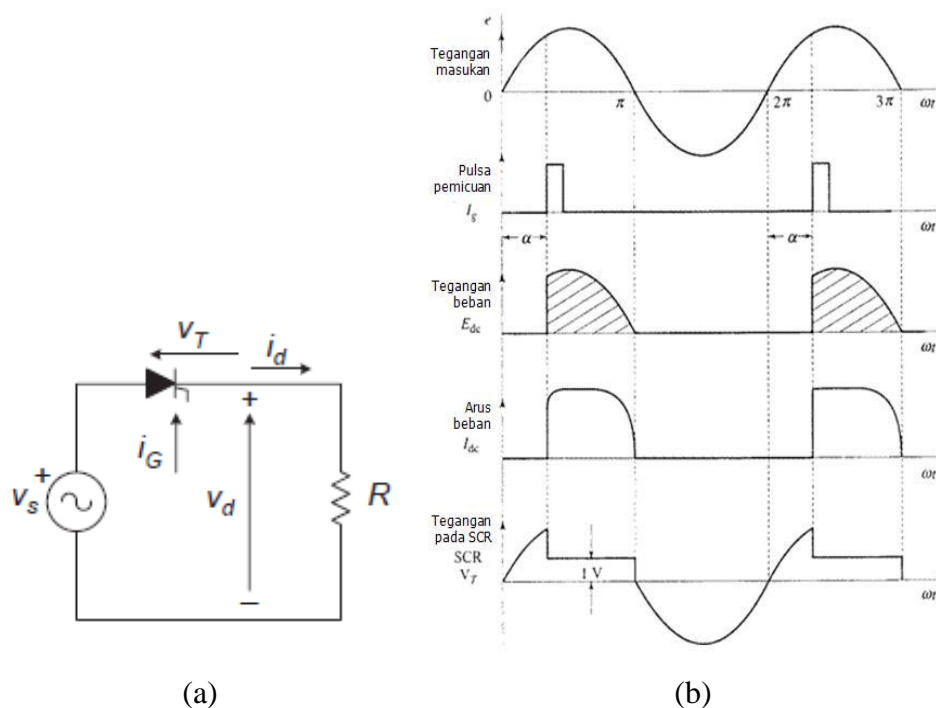 v_T
i_d
i_G
+
v_s
+
v_d
−
R
(a)
e
Tegangan
masukan
0
π
2π
3π
ωt
Pulsa
pemicuan
I_g
ωt
α
α
Tegangan
beban
E_dc
ωt
Arus
beban
I_dc
ωt
Tegangan
pada SCR
SCR
V_T
1 V
ωt
(b)